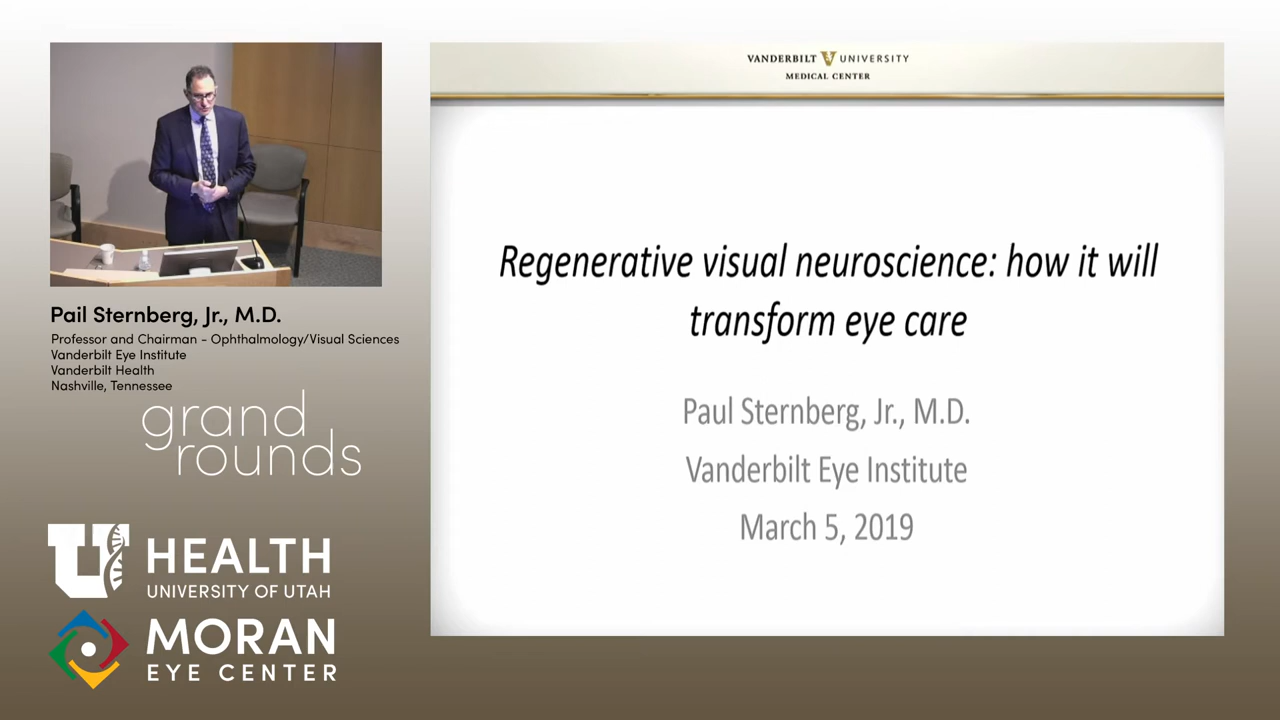 Pail Sternberg, Jr., M.D.
Professor and Chairman - Ophthalmology/Visual Sciences
Vanderbilt Eye Institute
Vanderbilt Health
Nashville, Tennessee
grand
rounds
U HEALTH
UNIVERSITY OF UTAH
MORAN
EYE CENTER
VANDERBILT V UNIVERSITY
MEDICAL CENTER
Regenerative visual neuroscience: how it will
transform eye care
Paul Sternberg, Jr., M.D.
Vanderbilt Eye Institute
March 5, 2019